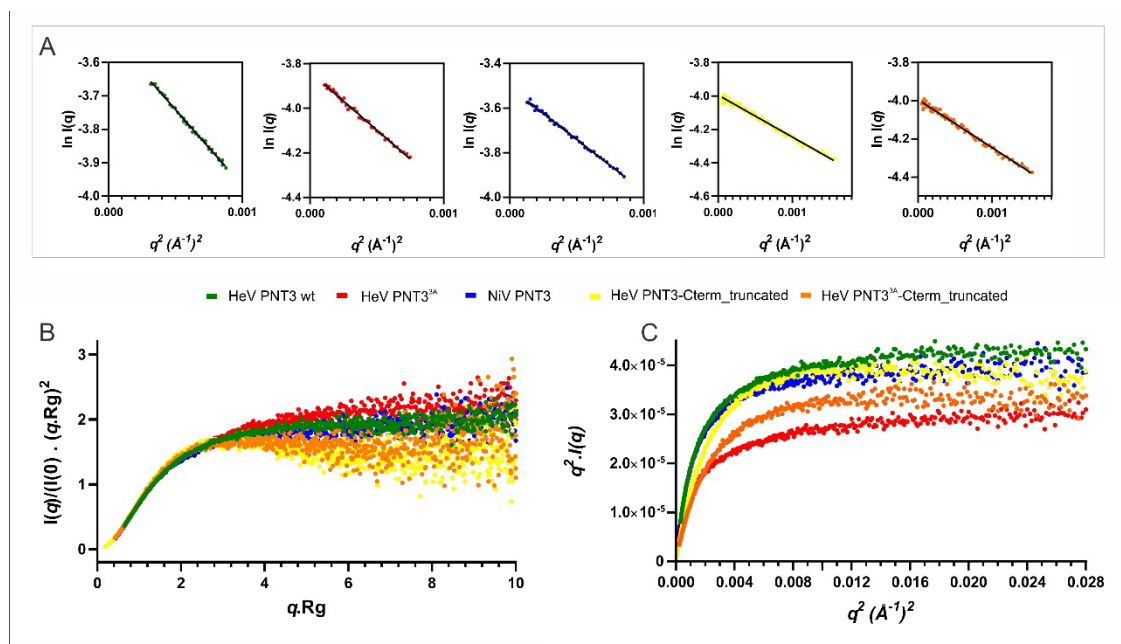 A
-3.6
-3.7
-3.8
-3.9
-4.0
ln I(q)
0.000
0.001
q² (Å⁻¹)²
-3.8
-4.0
-4.2
-4.4
ln I(q)
0.000
0.001
q² (Å⁻¹)²
-3.4
-3.6
-3.8
-4.0
ln I(q)
0.000
0.001
q² (Å⁻¹)²
-4.0
-4.2
-4.4
-4.6
ln I(q)
0.000
0.001
q² (Å⁻¹)²
-3.8
-4.0
-4.2
-4.4
ln I(q)
0.000
0.001
q² (Å⁻¹)²
HeV PNT3 wt HeV PNT3³ᴬ NiV PNT3 HeV PNT3-Cterm_truncated HeV PNT3³ᴬ-Cterm_truncated
B
3
2
1
0
I(q)/(I(0) . (q.Rg)²
0 2 4 6 8 10
q.Rg
C
4.0×10⁻⁵
3.0×10⁻⁵
2.0×10⁻⁵
1.0×10⁻⁵
0
q².I(q)
0.000 0.004 0.008 0.012 0.016 0.020 0.024 0.028
q² (Å⁻¹)²